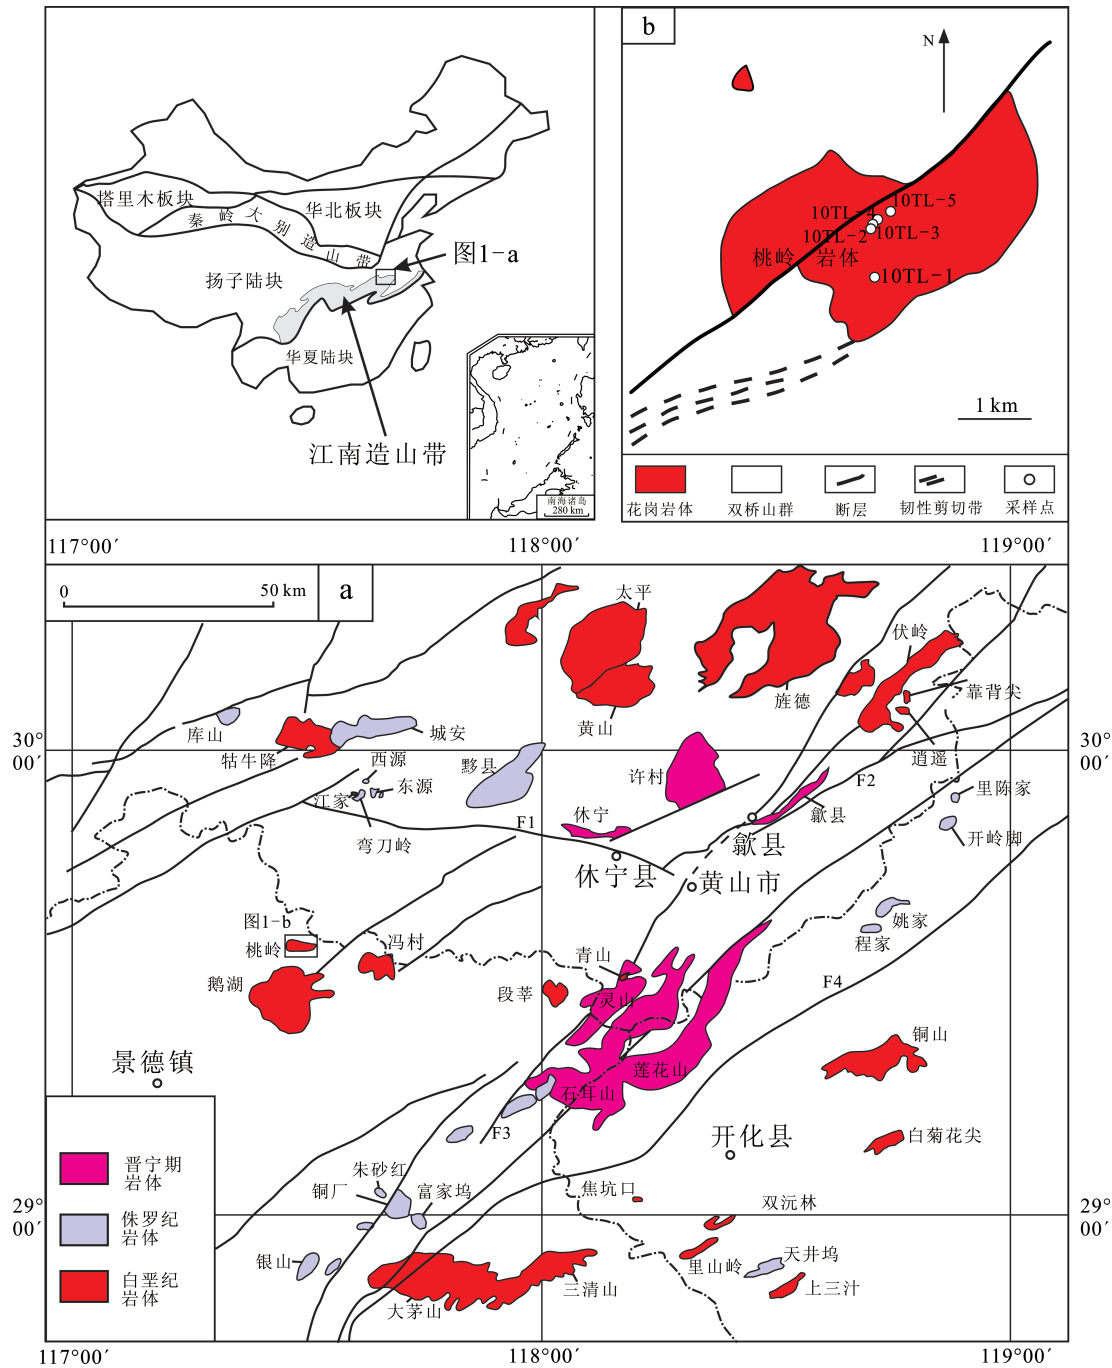 塔里木板块
秦岭大别造山带
华北板块
扬子陆块
图1-a
华夏陆块
江南造山带
南海诸岛
280 km
b
N
10TL-5
10TL-4
10TL-2
10TL-3
桃岭岩体
10TL-1
1 km
花岗岩体
双桥山群
断层
韧性剪切带
采样点
117°00′
118°00′
119°00′
0
50 km
a
太平
伏岭
靠背尖
旌德
黄山
库山
城安
牯牛降
逍遥
30°
00′
30°
00′
西源
黟县
许村
东源
江家
F2
里陈家
歙县
休宁
F1
开岭脚
弯刀岭
歙县
休宁县
黄山市
图1-b
姚家
桃岭
冯村
程家
青山
鹅湖
段莘
灵山
F4
铜山
景德镇
莲花山
石耳山
F3
开化县
白菊花尖
晋宁期
岩体
朱砂红
铜厂
富家坞
焦坑口
双沅林
29°
00′
29°
00′
侏罗纪
岩体
银山
天井坞
里山岭
白垩纪
岩体
三清山
上三汁
大茅山
117°00′
118°00′
119°00′